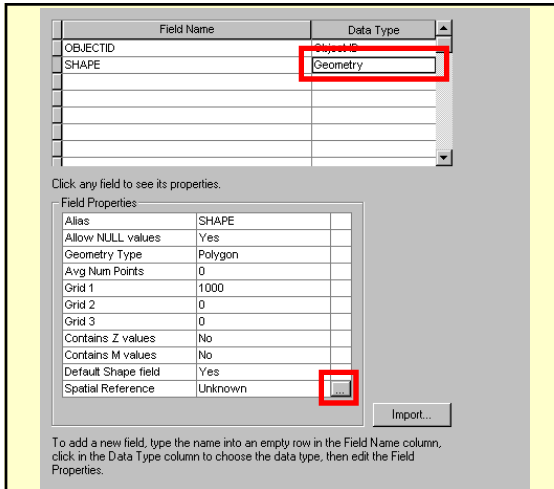 Field Name Data Type
OBJECTID Object ID
SHAPE Geometry
Click any field to see its properties.
Field Properties
Alias SHAPE
Allow NULL values Yes
Geometry Type Polygon
Avg Num Points 0
Grid 1 1000
Grid 2 0
Grid 3 0
Contains Z values No
Contains M values No
Default Shape field Yes
Spatial Reference Unknown ...
Import...
To add a new field, type the name into an empty row in the Field Name column,
click in the Data Type column to choose the data type, then edit the Field
Properties.